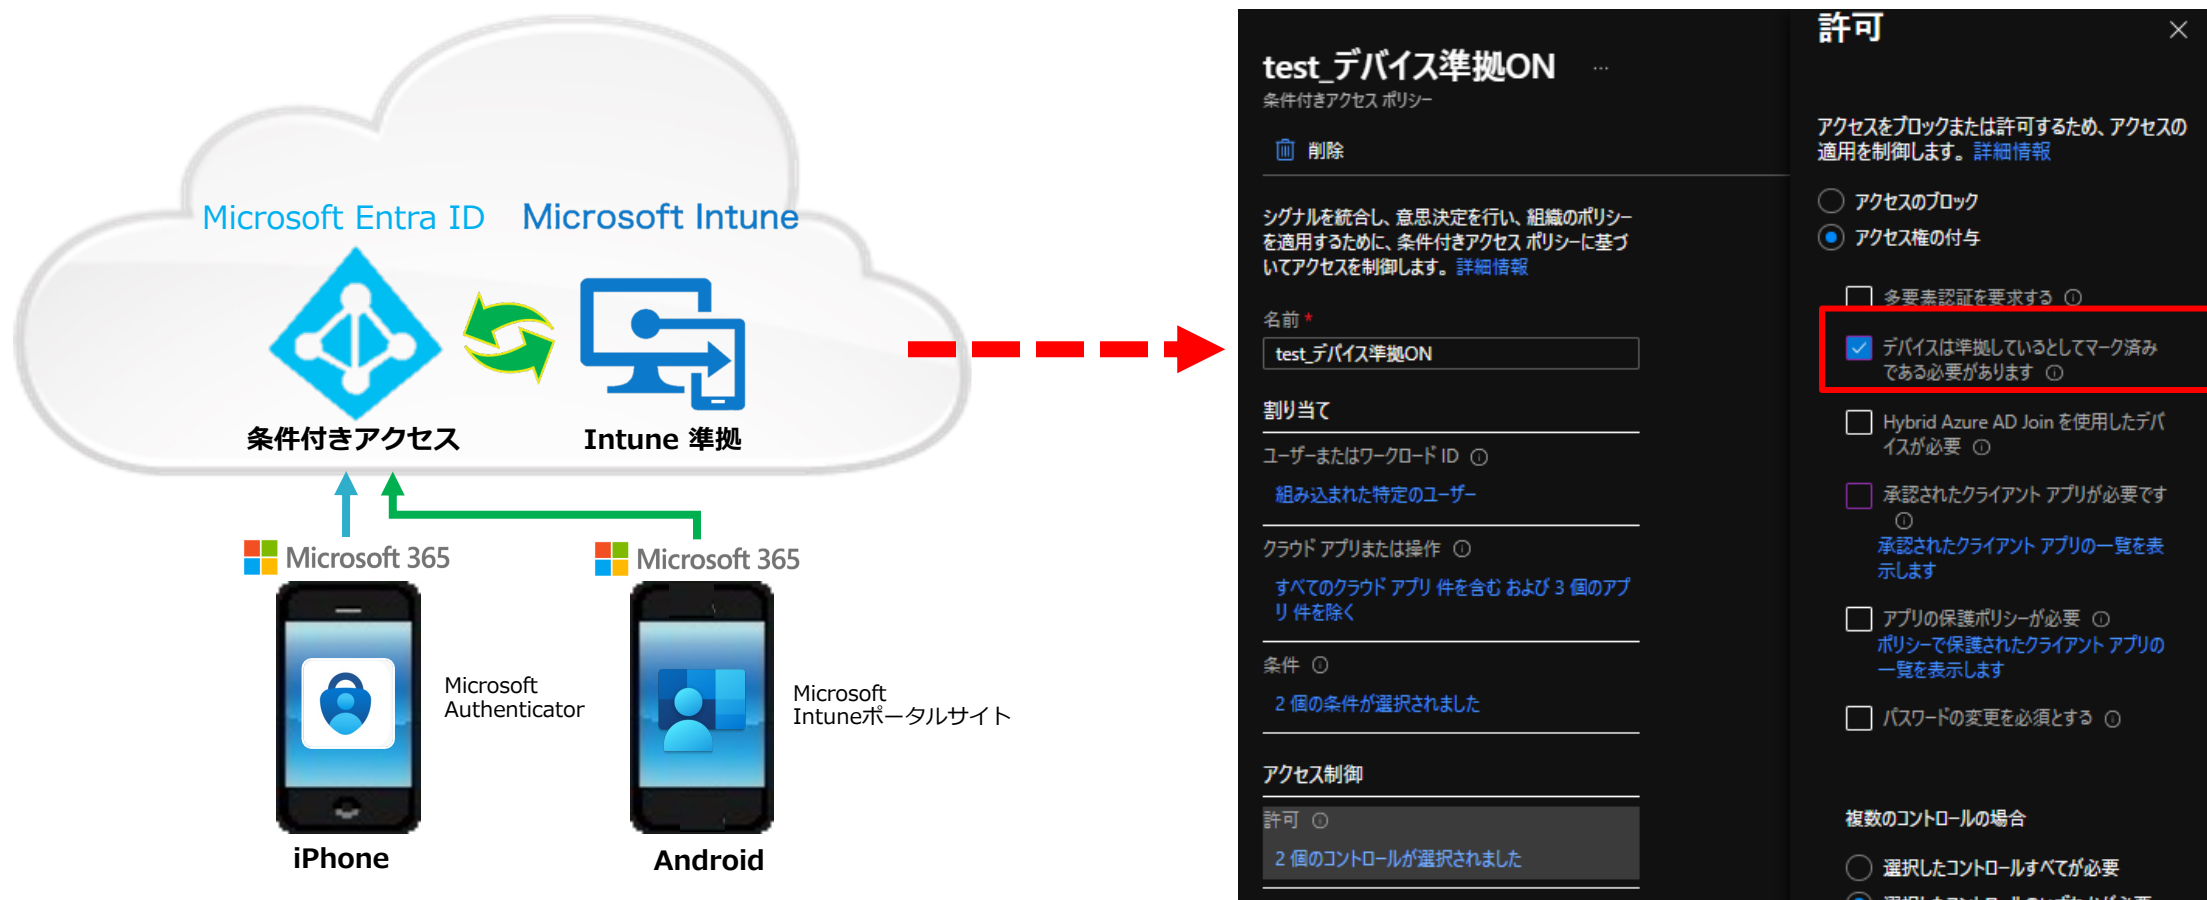 Microsoft Entra ID
Microsoft Intune
条件付きアクセス
Intune 準拠
Microsoft 365
Microsoft 365
Microsoft
Authenticator
Microsoft
Intuneポータルサイト
iPhone
Android
test_デバイス準拠ON
...
条件付きアクセス ポリシー
削除
シグナルを統合し、意思決定を行い、組織のポリシー
を適用するために、条件付きアクセス ポリシーに基づ
いてアクセスを制御します。 詳細情報
名前 *
test_デバイス準拠ON
割り当て
ユーザーまたはワークロード ID
組み込まれた特定のユーザー
クラウド アプリまたは操作
すべてのクラウド アプリ 件を含む および 3 個のアプ
リ 件を除く
条件
2 個の条件が選択されました
アクセス制御
許可
2 個のコントロールが選択されました
許可
アクセスをブロックまたは許可するため、アクセスの
適用を制御します。 詳細情報
アクセスのブロック
アクセス権の付与
多要素認証を要求する
デバイスは準拠しているとしてマーク済み
である必要があります
Hybrid Azure AD Join を使用したデバ
イスが必要
承認されたクライアント アプリが必要です
承認されたクライアント アプリの一覧を表
示します
アプリの保護ポリシーが必要
ポリシーで保護されたクライアント アプリの
一覧を表示します
パスワードの変更を必須とする
複数のコントロールの場合
選択したコントロールすべてが必要